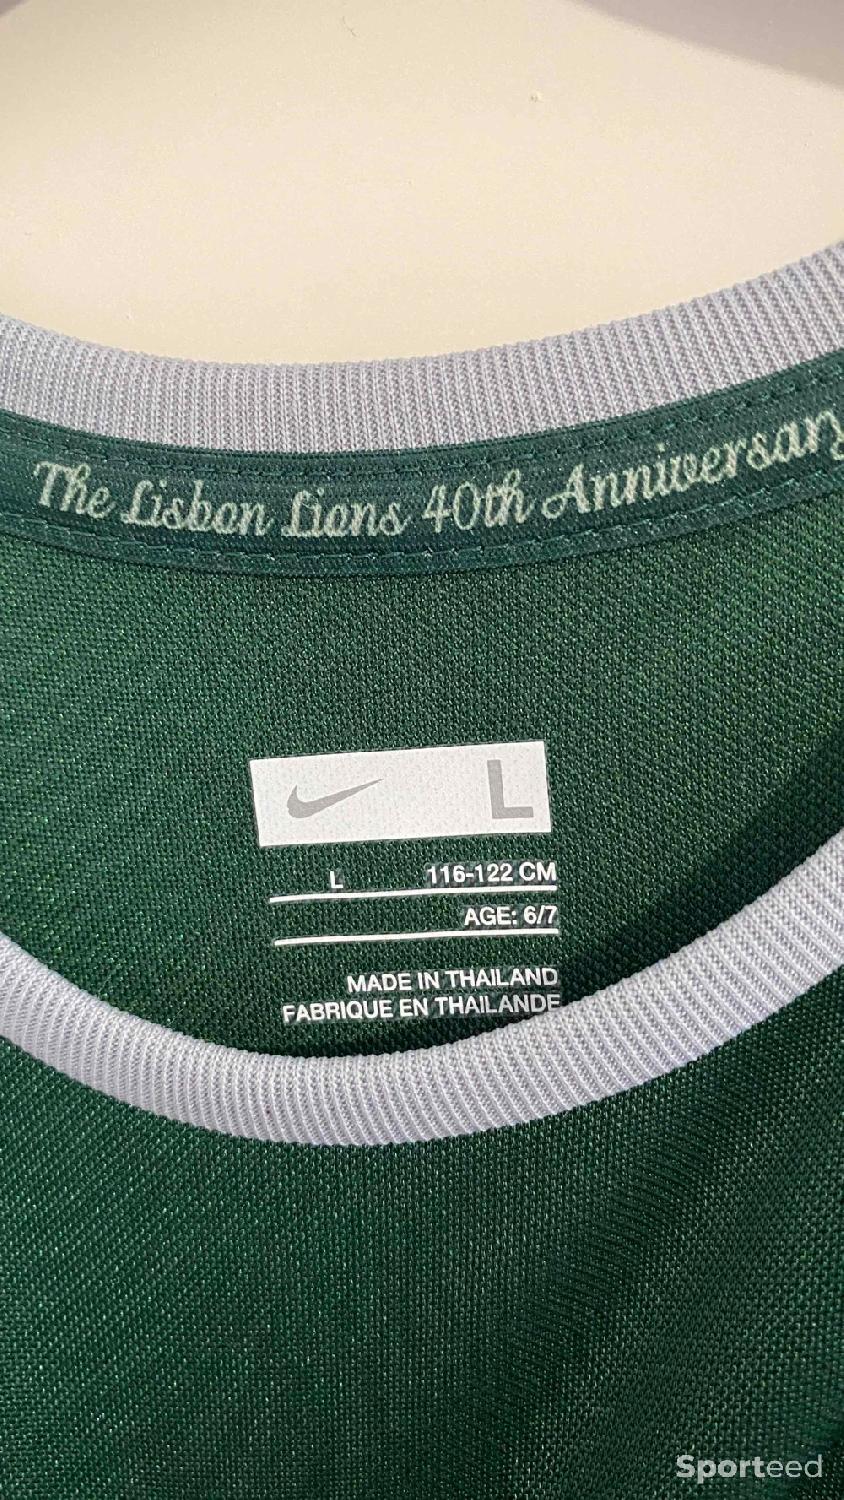 The Lisbon Lions 40th Anniversary
L
L 116-122 CM
AGE: 6/7
MADE IN THAILAND
FABRIQUE EN THAILANDE
Sporteed